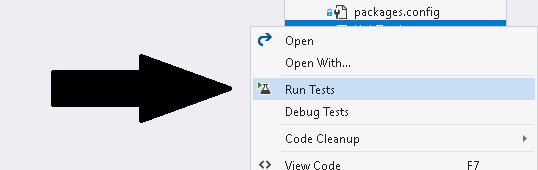 packages.config
Open
Open With...
Run Tests
Debug Tests
Code Cleanup
View Code F7